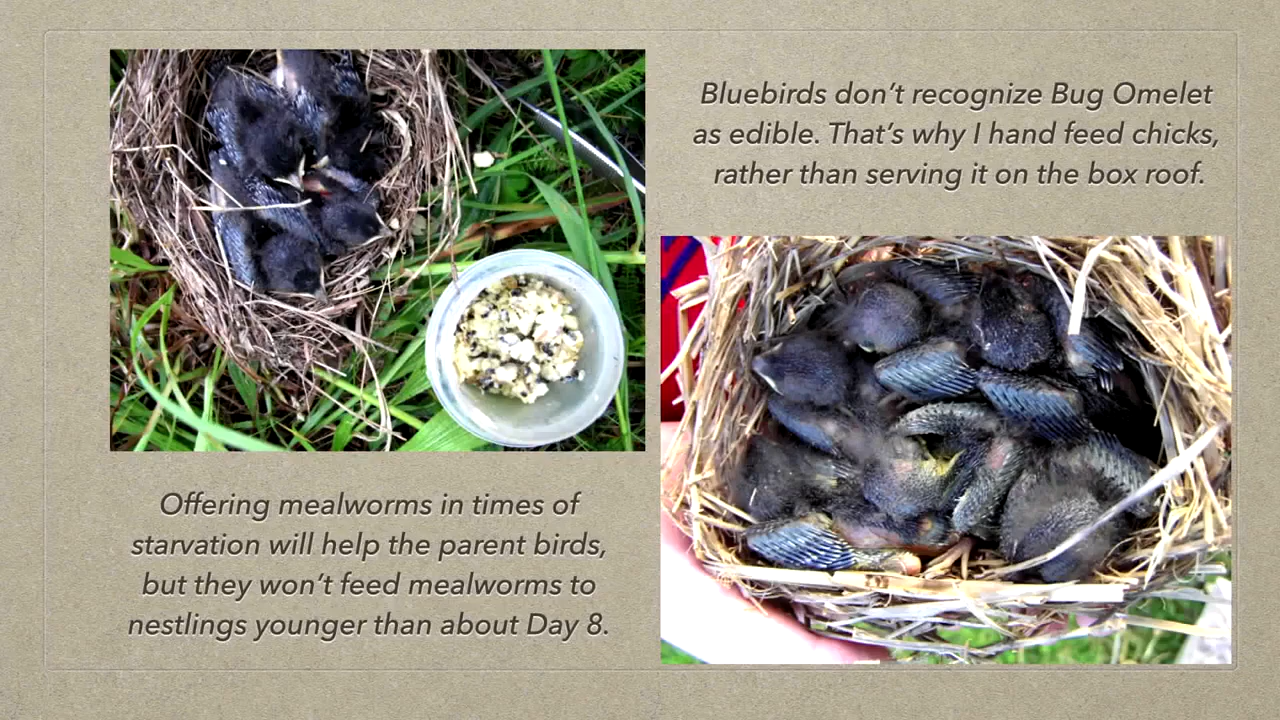 Bluebirds don’t recognize Bug Omelet
as edible. That’s why I hand feed chicks,
rather than serving it on the box roof.
Offering mealworms in times of
starvation will help the parent birds,
but they won’t feed mealworms to
nestlings younger than about Day 8.